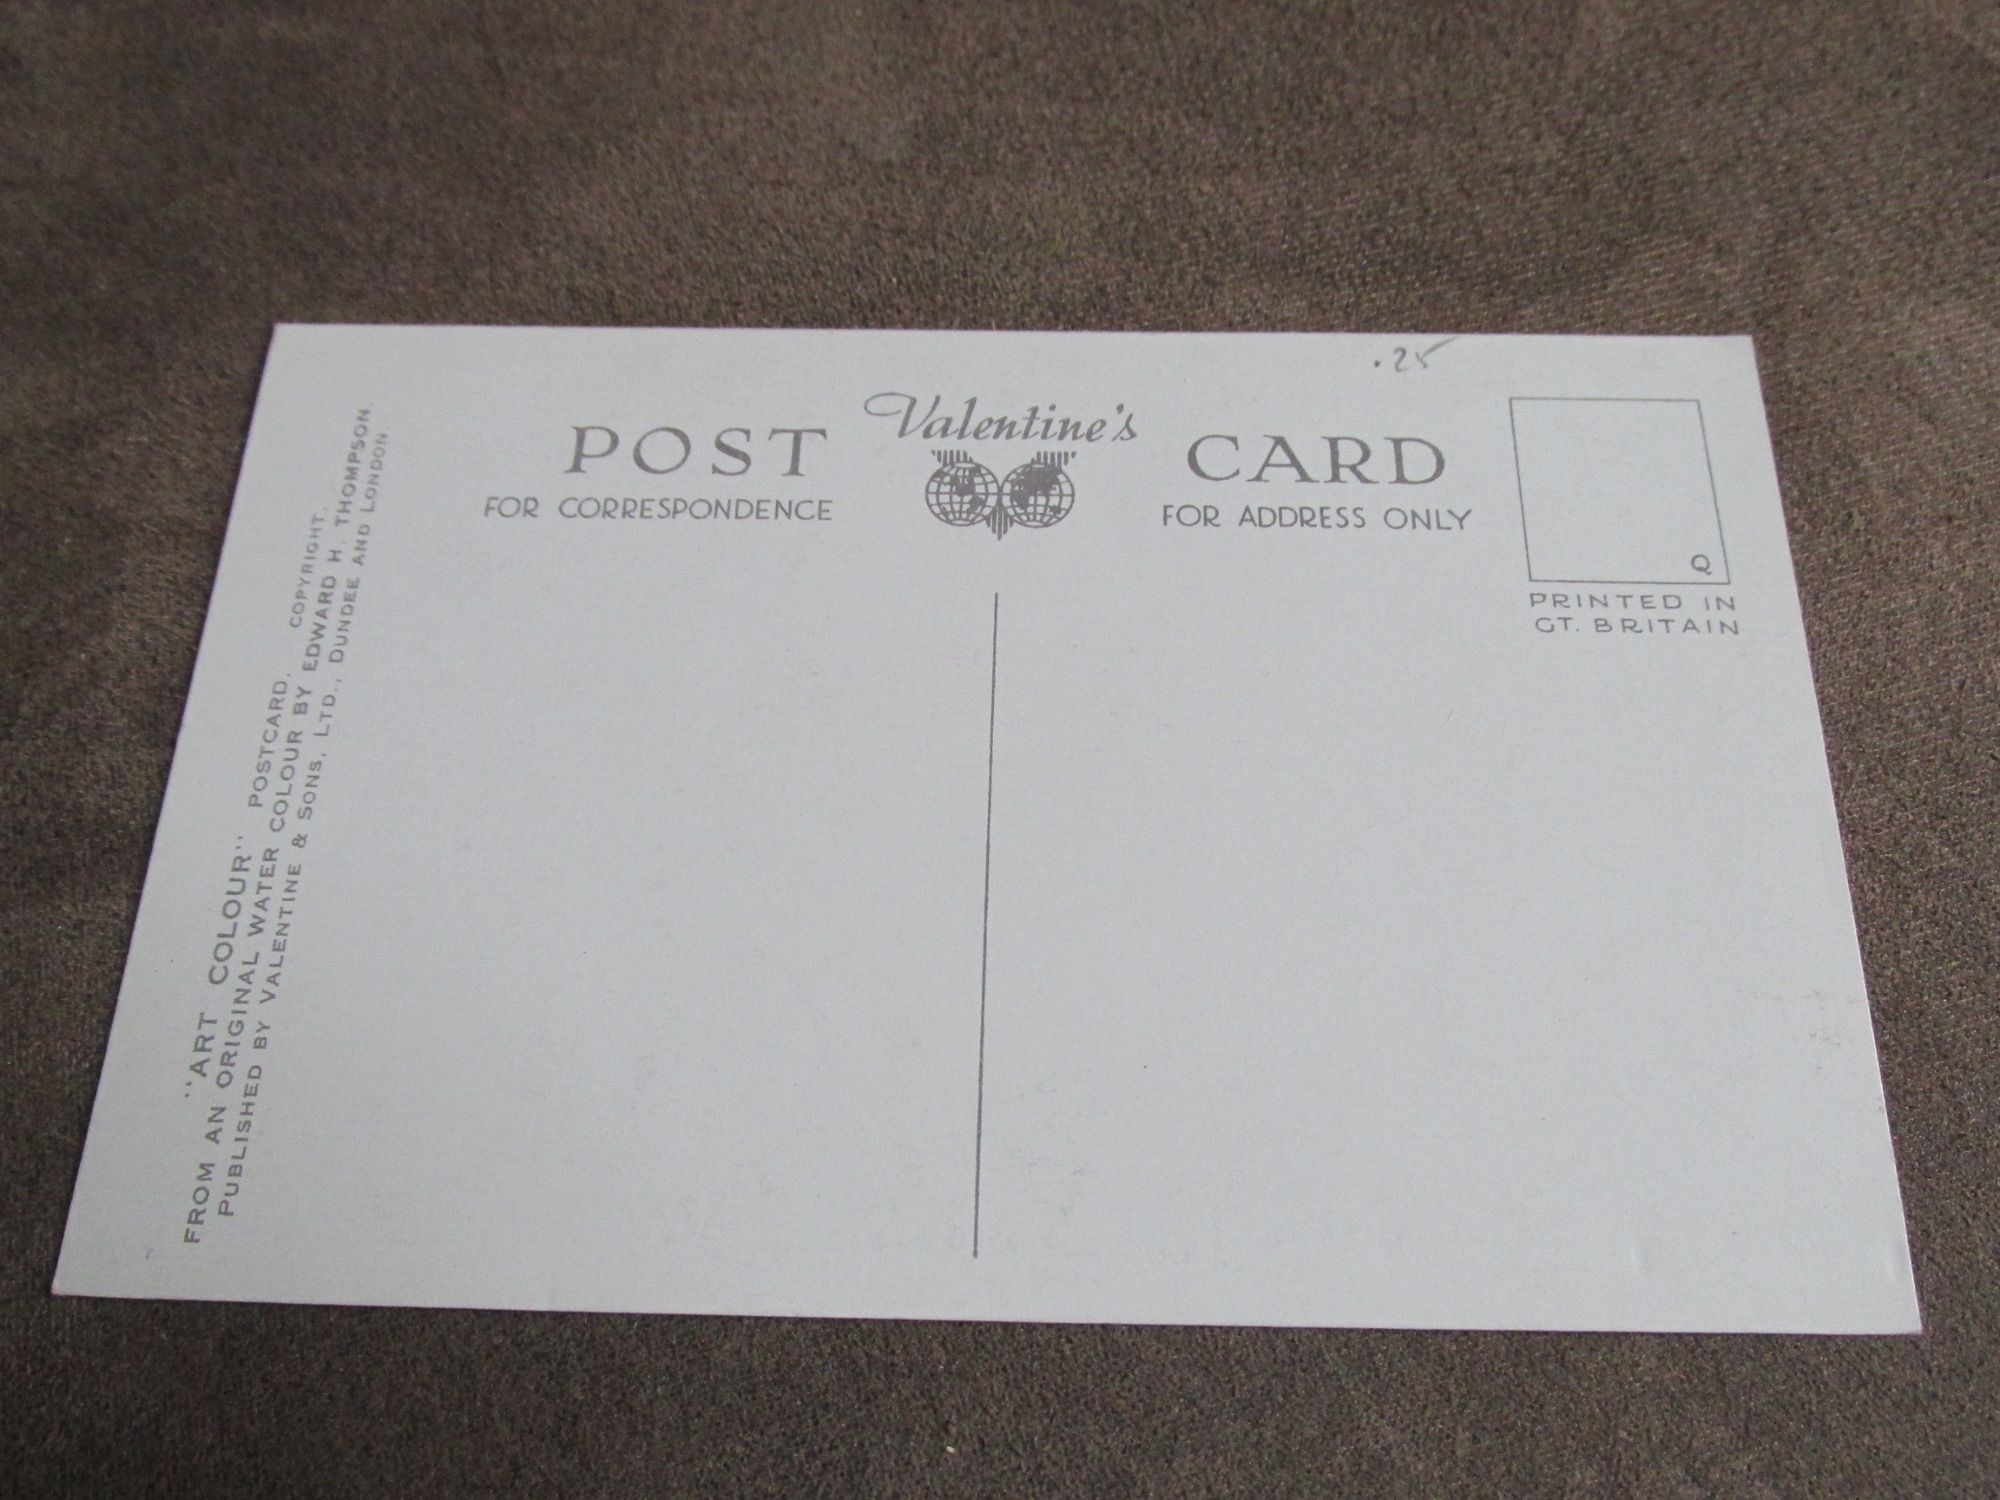 .25
Valentine's
POST CARD
FOR CORRESPONDENCE
FOR ADDRESS ONLY
Q
PRINTED IN
GT. BRITAIN
"ART COLOUR" POSTCARD. COPYRIGHT.
FROM AN ORIGINAL WATER COLOUR BY EDWARD H. THOMPSON.
PUBLISHED BY VALENTINE & SONS, LTD., DUNDEE AND LONDON